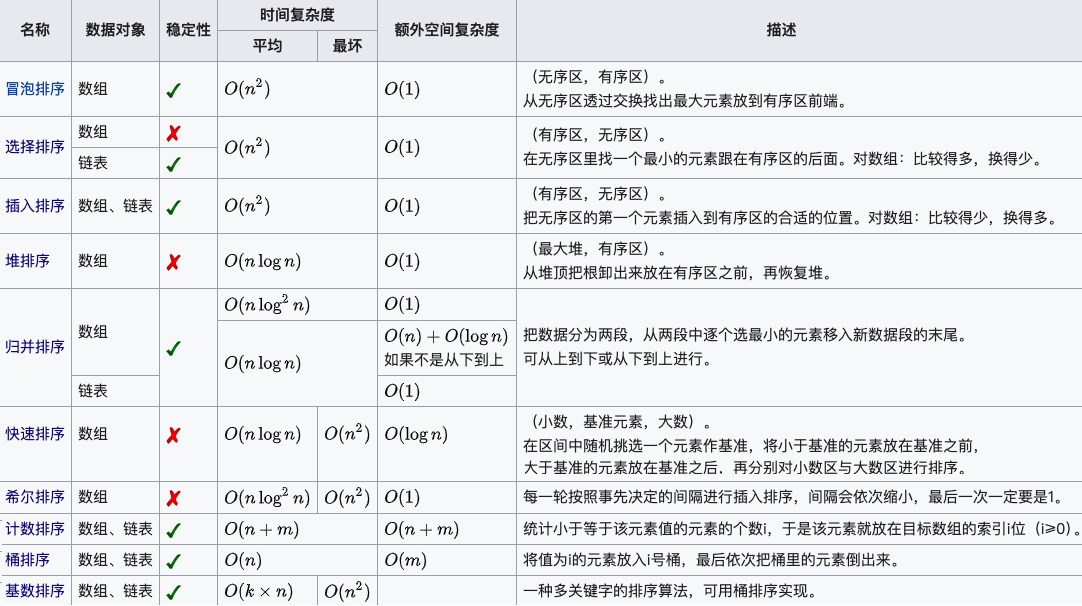 名称 数据对象 稳定性 时间复杂度 额外空间复杂度 描述
平均 最坏
冒泡排序 数组 ✓ O(n²) O(1) （无序区，有序区）。
从无序区透过交换找出最大元素放到有序区前端。
选择排序 数组 ✗ O(n²) O(1) （有序区，无序区）。
链表 ✓ 在无序区里找一个最小的元素跟在有序区的后面。对数组：比较得多，换得少。
插入排序 数组、链表 ✓ O(n²) O(1) （有序区，无序区）。
把无序区的第一个元素插入到有序区的合适的位置。对数组：比较得少，换得多。
堆排序 数组 ✗ O(n log n) O(1) （最大堆，有序区）。
从堆顶把根卸出来放在有序区之前，再恢复堆。
归并排序 数组 ✓ O(n log² n) O(1) 把数据分为两段，从两段中逐个选最小的元素移入新数据段的末尾。
O(n log n) O(n) + O(log n) 可从上到下或从下到上进行。
如果不是从下到上
链表 O(1)
快速排序 数组 ✗ O(n log n) O(n²) O(log n) （小数，基准元素，大数）。
在区间中随机挑选一个元素作基准，将小于基准的元素放在基准之前，
大于基准的元素放在基准之后，再分别对小数区与大数区进行排序。
希尔排序 数组 ✗ O(n log² n) O(n²) O(1) 每一轮按照事先决定的间隔进行插入排序，间隔会依次缩小，最后一次一定要是1。
计数排序 数组、链表 ✓ O(n + m) O(n + m) 统计小于等于该元素值的元素的个数i，于是该元素就放在目标数组的索引i位（i⩾0）。
桶排序 数组、链表 ✓ O(n) O(m) 将值为i的元素放入i号桶，最后依次把桶里的元素倒出来。
基数排序 数组、链表 ✓ O(k × n) O(n²) 一种多关键字的排序算法，可用桶排序实现。